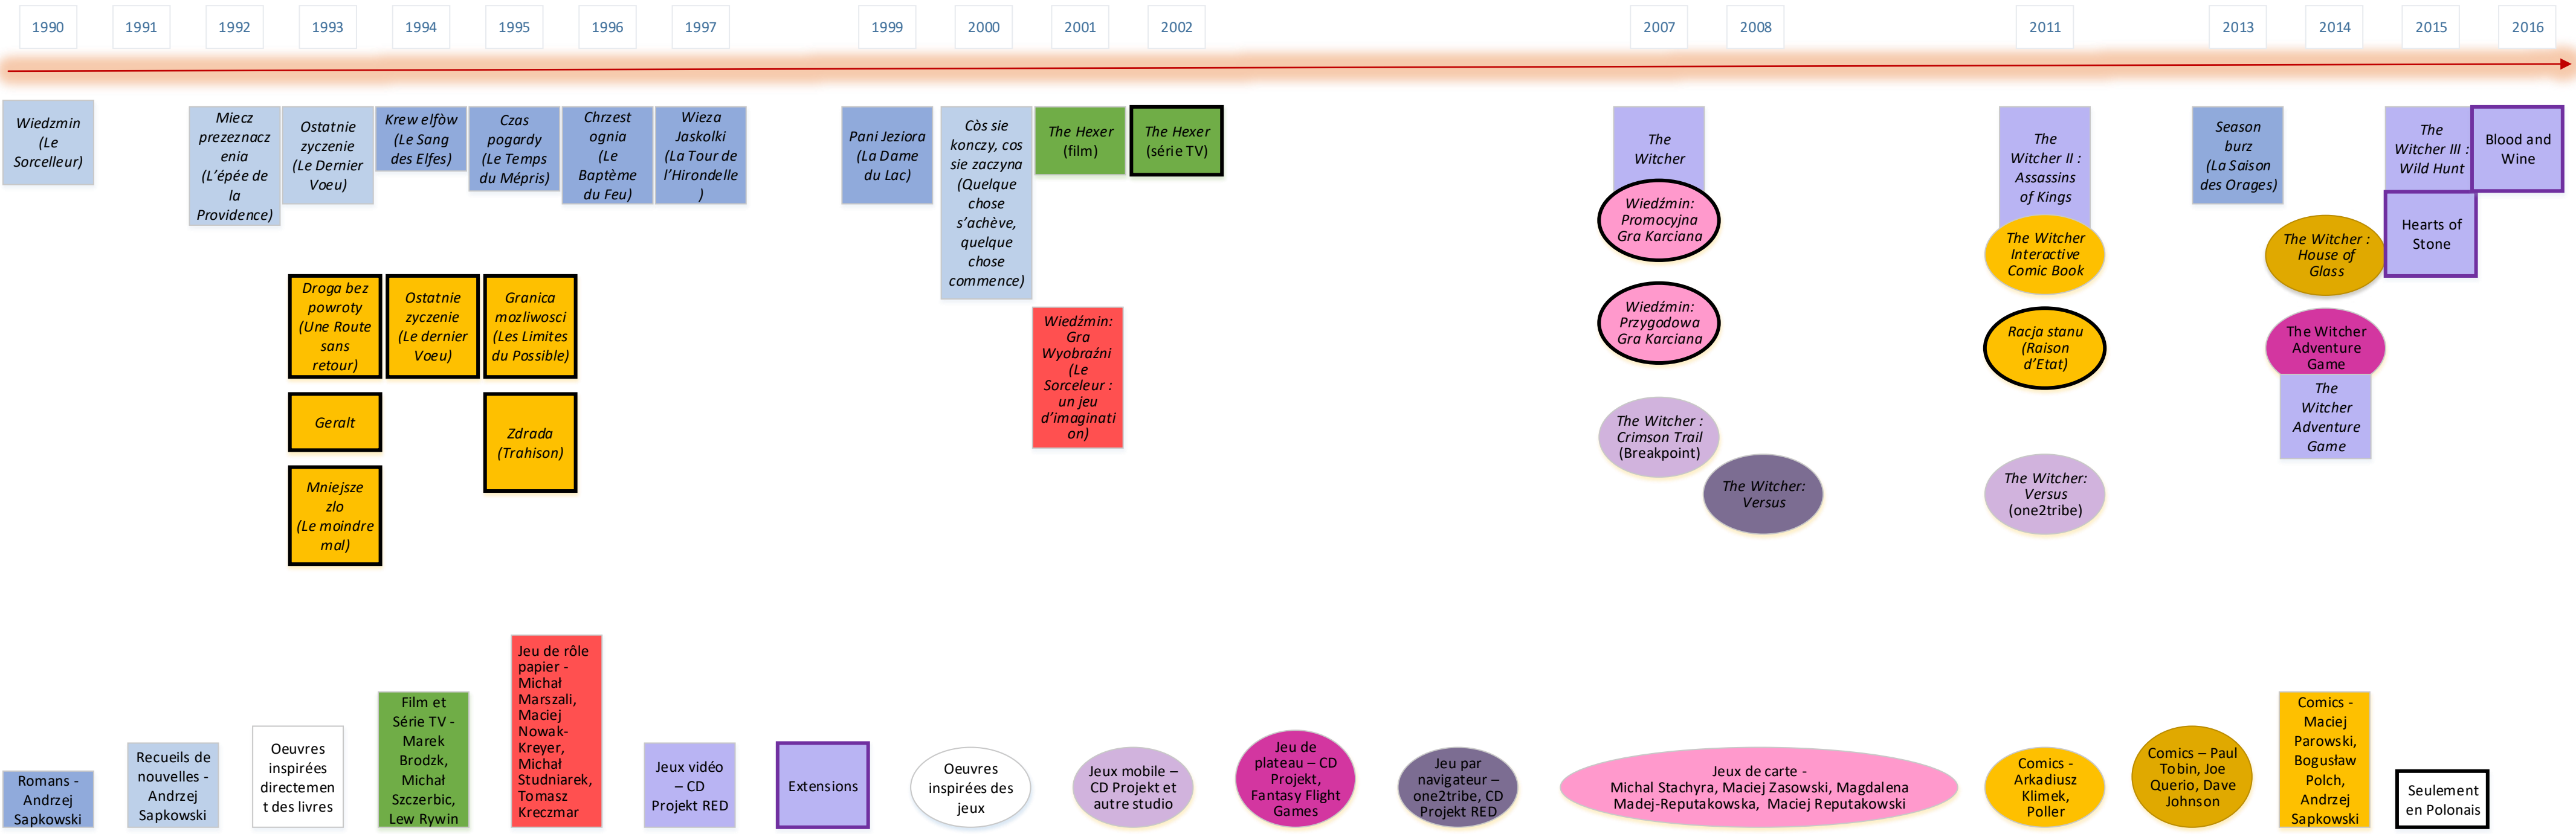 1990
1991
1992
1993
1994
1995
1996
1997
1999
2000
2001
2002
2007
2008
2011
2013
2014
2015
2016
Wiedzmin
(Le
Sorcelleur)
Miecz
prezeznacz
enia
(L’épée de
la
Providence)
Ostatnie
zyczenie
(Le Dernier
Voeu)
Krew elfòw
(Le Sang
des Elfes)
Czas
pogardy
(Le Temps
du Mépris)
Chrzest
ognia
(Le
Baptème
du Feu)
Wieza
Jaskolki
(La Tour de
l’Hirondelle
)
Pani Jeziora
(La Dame
du Lac)
Còs sie
konczy, cos
sie zaczyna
(Quelque
chose
s’achève,
quelque
chose
commence)
The Hexer
(film)
The Hexer
(série TV)
The
Witcher
The
Witcher II :
Assassins
of Kings
Season
burz
(La Saison
des Orages)
The
Witcher III :
Wild Hunt
Blood and
Wine
Hearts of
Stone
Wiedźmin:
Promocyjna
Gra Karciana
The Witcher
Interactive
Comic Book
The Witcher :
House of
Glass
Droga bez
powroty
(Une Route
sans
retour)
Ostatnie
zyczenie
(Le dernier
Voeu)
Granica
mozliwosci
(Les Limites
du Possible)
Wiedźmin:
Gra
Wyobraźni
(Le
Sorceleur :
un jeu
d’imaginati
on)
Wiedźmin:
Przygodowa
Gra Karciana
Racja stanu
(Raison
d’Etat)
The Witcher
Adventure
Game
The
Witcher
Adventure
Game
Geralt
Zdrada
(Trahison)
The Witcher :
Crimson Trail
(Breakpoint)
The Witcher:
Versus
The Witcher:
Versus
(one2tribe)
Mniejsze
zlo
(Le moindre
mal)
Romans -
Andrzej
Sapkowski
Recueils de
nouvelles -
Andrzej
Sapkowski
Oeuvres
inspirées
directemen
t des livres
Film et
Série TV -
Marek
Brodzk,
Michał
Szczerbic,
Lew Rywin
Jeu de rôle
papier -
Michał
Marszali,
Maciej
Nowak-
Kreyer,
Michał
Studniarek,
Tomasz
Kreczmar
Jeux vidéo
– CD
Projekt RED
Extensions
Oeuvres
inspirées des
jeux
Jeux mobile –
CD Projekt et
autre studio
Jeu de
plateau – CD
Projekt,
Fantasy Flight
Games
Jeu par
navigateur –
one2tribe, CD
Projekt RED
Jeux de carte -
Michal Stachyra, Maciej Zasowski, Magdalena
Madej-Reputakowska, Maciej Reputakowski
Comics -
Arkadiusz
Klimek,
Poller
Comics – Paul
Tobin, Joe
Querio, Dave
Johnson
Comics -
Maciej
Parowski,
Bogusław
Polch,
Andrzej
Sapkowski
Seulement
en Polonais